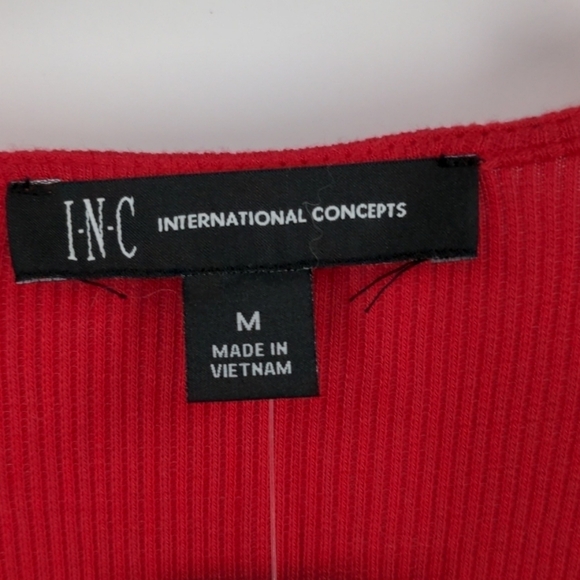 I·N·C INTERNATIONAL CONCEPTS
M
MADE IN
VIETNAM